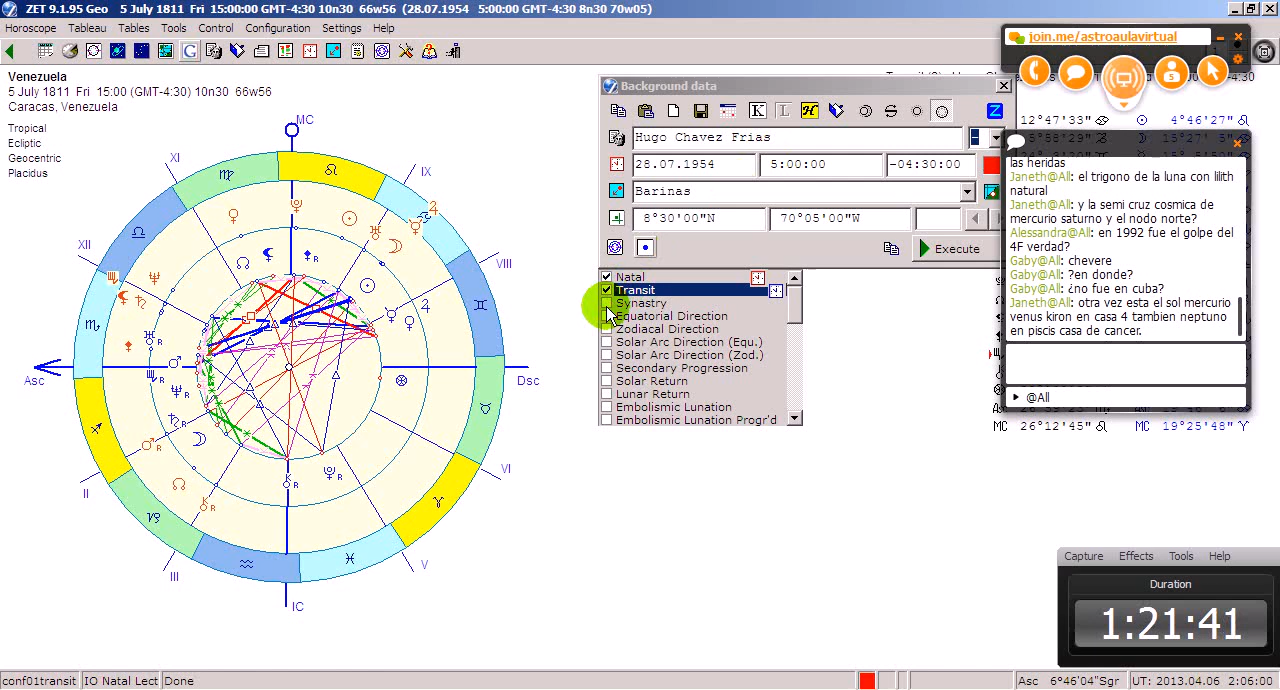 ZET 9.1.95 Geo    5 July 1811  Fri  15:00:00 GMT-4:30 10n30  66w56  (28.07.1954   5:00:00 GMT-4:30 8n30 70w05)
Horoscope Tableau Tables Tools Control Configuration Settings Help
G
K L H Z
Venezuela
5 July 1811  Fri  15:00 (GMT-4:30) 10n30  66w56
Caracas, Venezuela
Tropical
Ecliptic
Geocentric
Placidus
MC
XI
IX
XII
VIII
Asc
Dsc
II
VI
III
V
IC
Background data
Hugo Chavez Frias
28.07.1954 5:00:00 -04:30:00
Barinas
8°30'00"N 70°05'00"W
Execute
Natal
Transit
Synastry
Equatorial Direction
Zodiacal Direction
Solar Arc Direction (Equ.)
Solar Arc Direction (Zod.)
Secondary Progression
Solar Return
Lunar Return
Embolismic Lunation
Embolismic Lunation Progr'd
join.me/astroaulavirtual
5
12°47'33" 4°46'27"
las heridas
Janeth@All: el trigono de la luna con lilith
natural
Janeth@All: y la semi cruz cosmica de
mercurio saturno y el nodo norte?
Alessandra@All: en 1992 fue el golpe del
4F verdad?
Gaby@All: chevere
Gaby@All: ?en donde?
Gaby@All: ¿no fue en cuba?
Janeth@All: otra vez esta el sol mercurio
venus kiron en casa 4 tambien neptuno
en piscis casa de cancer.
@All
MC 26°12'45" MC 19°25'48"
Capture Effects Tools Help
Duration
1:21:41
conf01transit IO Natal Lect Done Asc 6°46'04"Sgr UT: 2013.04.06 2:06:00